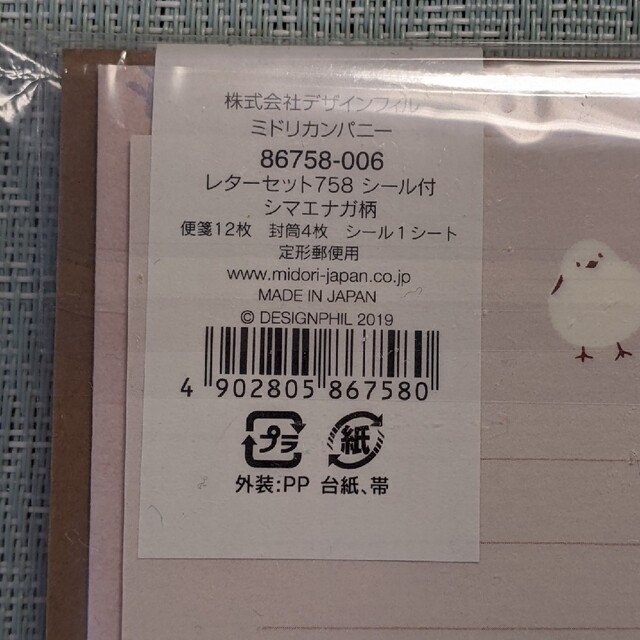 株式会社デザインフィル
ミドリカンパニー
86758-006
レターセット758 シール付
シマエナガ柄
便箋12枚 封筒4枚 シール1シート
定形郵便用
www.midori-japan.co.jp
MADE IN JAPAN
© DESIGNPHIL 2019
4 902805 867580
プラ 紙
外装:PP 台紙、帯